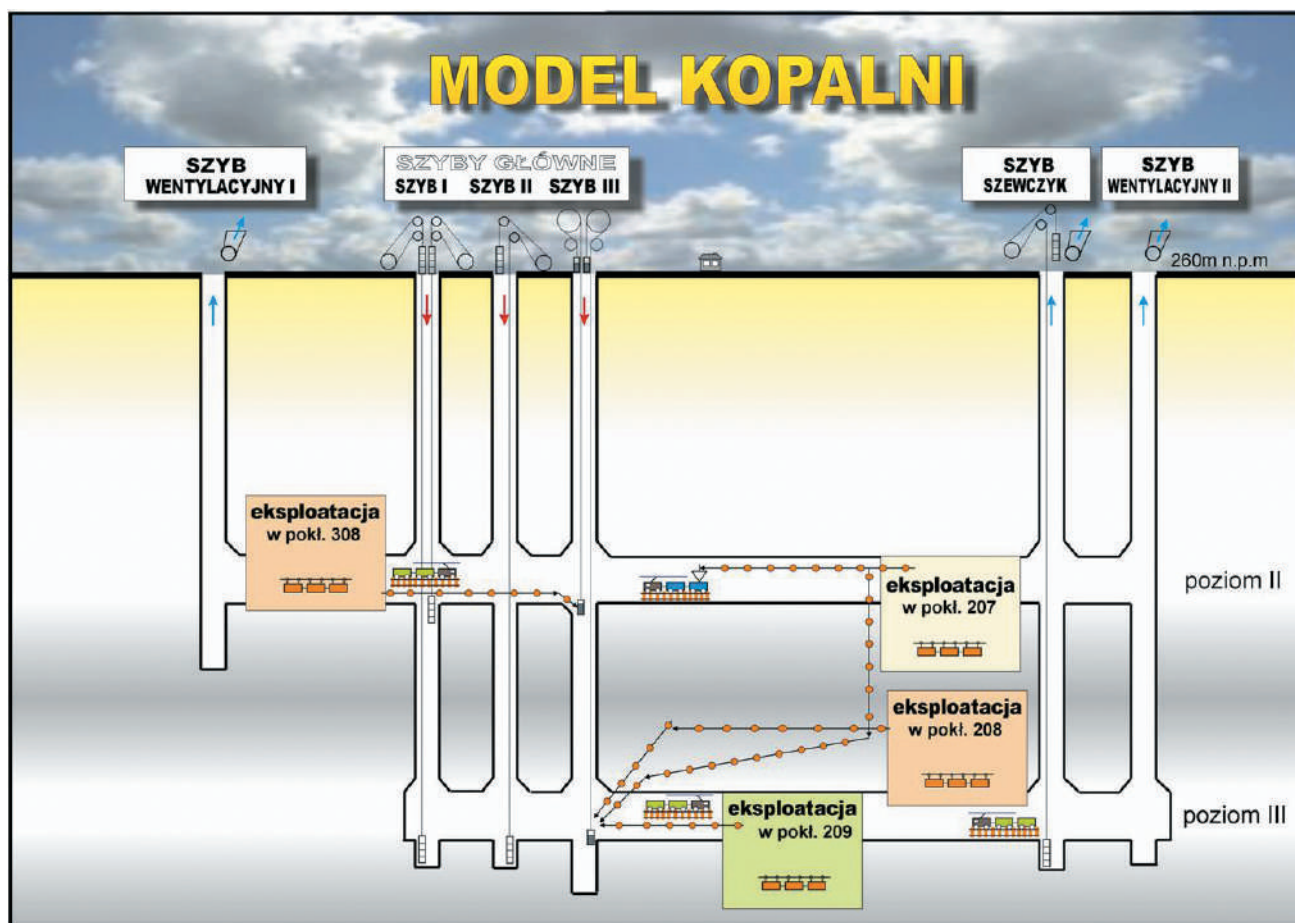 MODEL KOPALNI
SZYB
WENTYLACYJNY I
SZYBY GŁÓWNE
SZYB I SZYB II SZYB III
SZYB
SZEWCZYK
SZYB
WENTYLACYJNY II
260m n.p.m
eksploatacja
w pokł. 308
eksploatacja
w pokł. 207
poziom II
eksploatacja
w pokł. 208
eksploatacja
w pokł. 209
poziom III